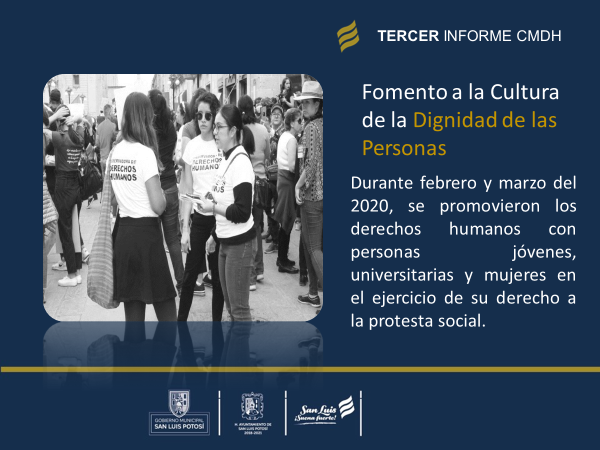 TERCER INFORME CMDH
Fomento a la Cultura
de la Dignidad de las
Personas
Durante febrero y marzo del
2020, se promovieron los
derechos humanos con
personas jóvenes,
universitarias y mujeres en
el ejercicio de su derecho a
la protesta social.
DERECHOS
HUMANOS
DERECHOS
GOBIERNO MUNICIPAL
SAN LUIS POTOSÍ
H. AYUNTAMIENTO DE
SAN LUIS POTOSÍ
2018-2021
San Luis
¡Suena fuerte!